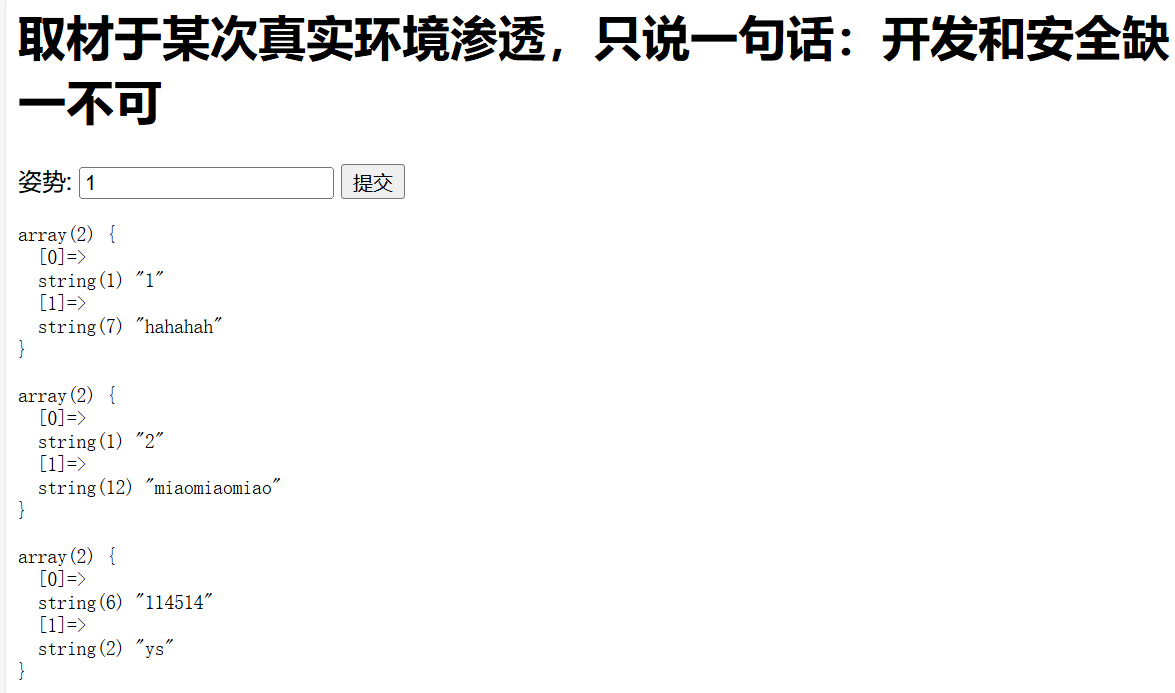 取材于某次真实环境渗透，只说一句话：开发和安全缺
一不可
姿势: 1 提交
array(2) {
  [0]=>
  string(1) "1"
  [1]=>
  string(7) "hahahah"
}
array(2) {
  [0]=>
  string(1) "2"
  [1]=>
  string(12) "miaomiaomiao"
}
array(2) {
  [0]=>
  string(6) "114514"
  [1]=>
  string(2) "ys"
}